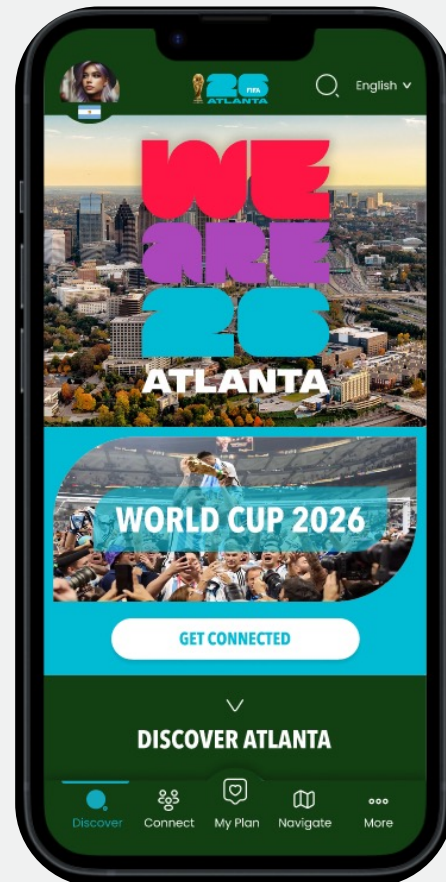 26
FIFA
ATLANTA
English
WE
ARE
26
ATLANTA
WORLD CUP 2026
GET CONNECTED
DISCOVER ATLANTA
Discover
Connect
My Plan
Navigate
More